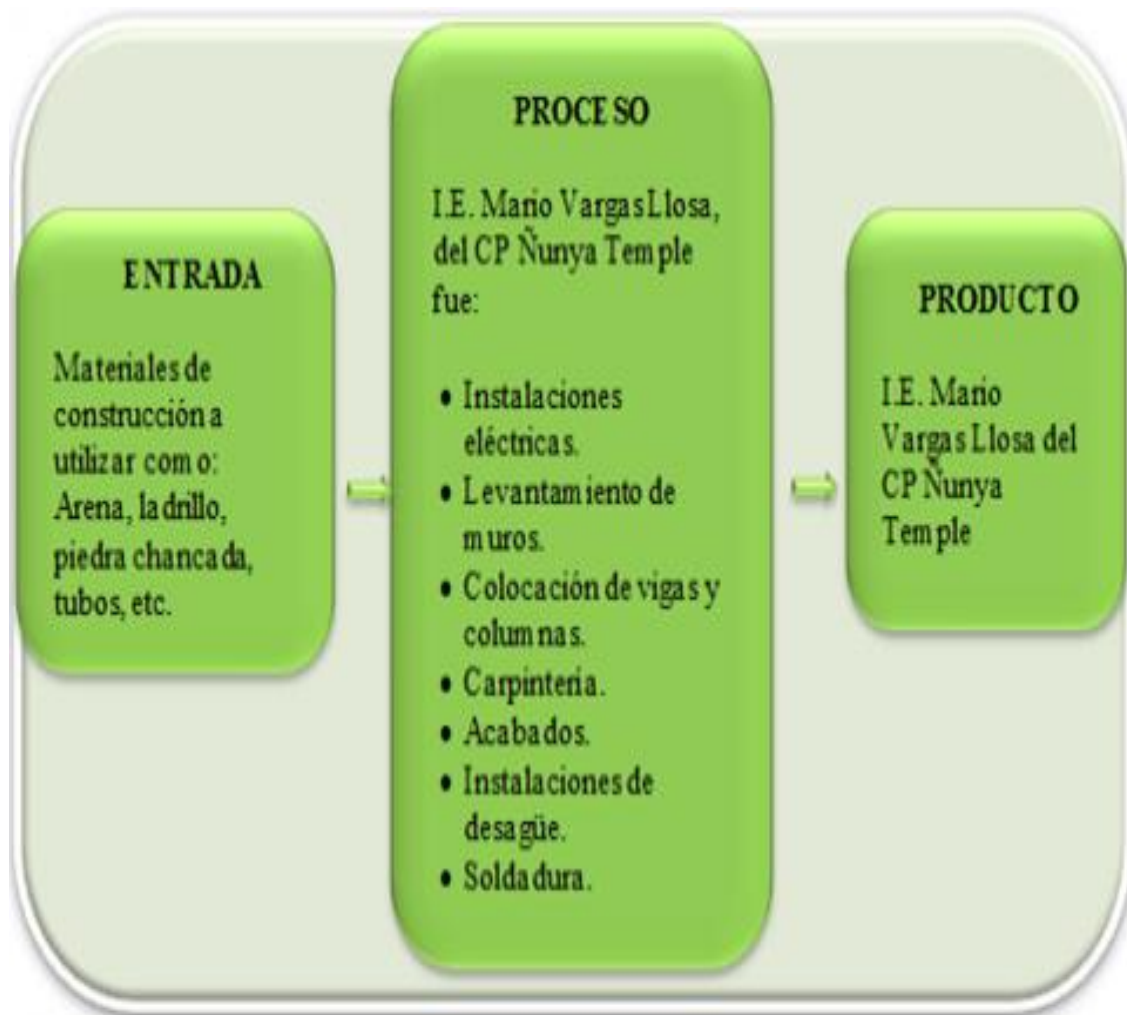 ENTRADA
Materiales de
construcción a
utilizar como:
Arena, ladrillo,
piedra chancada,
tubos, etc.
PROCESO
I.E. Mario Vargas Llosa,
del CP Ñunya Temple
fue:
• Instalaciones
eléctricas.
• Levantamiento de
muros.
• Colocación de vigas y
columnas.
• Carpinteria.
• Acabados.
• Instalaciones de
desagüe.
• Soldadura.
PRODUCTO
I.E. Mario
Vargas Llosa del
CP Ñunya
Temple